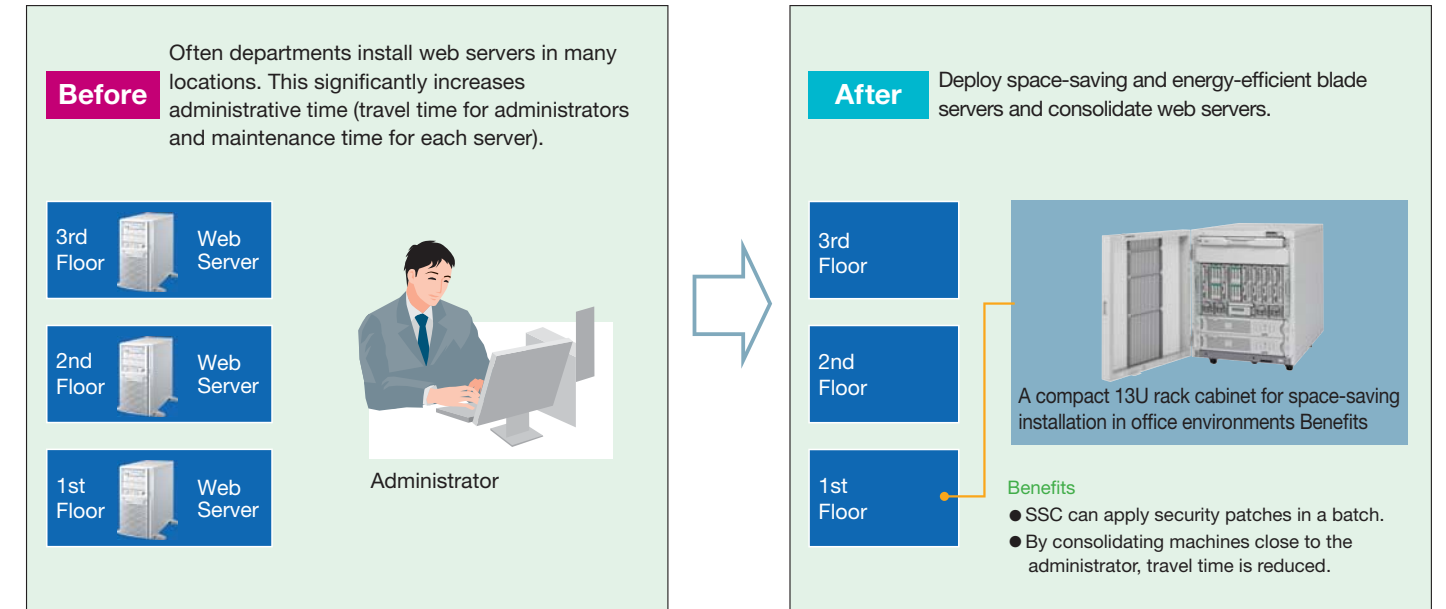 Before
Often departments install web servers in many
locations. This significantly increases
administrative time (travel time for administrators
and maintenance time for each server).
3rd
Floor
Web
Server
2nd
Floor
Web
Server
1st
Floor
Web
Server
Administrator
After
Deploy space-saving and energy-efficient blade
servers and consolidate web servers.
3rd
Floor
2nd
Floor
1st
Floor
A compact 13U rack cabinet for space-saving
installation in office environments Benefits
Benefits
● SSC can apply security patches in a batch.
● By consolidating machines close to the
administrator, travel time is reduced.